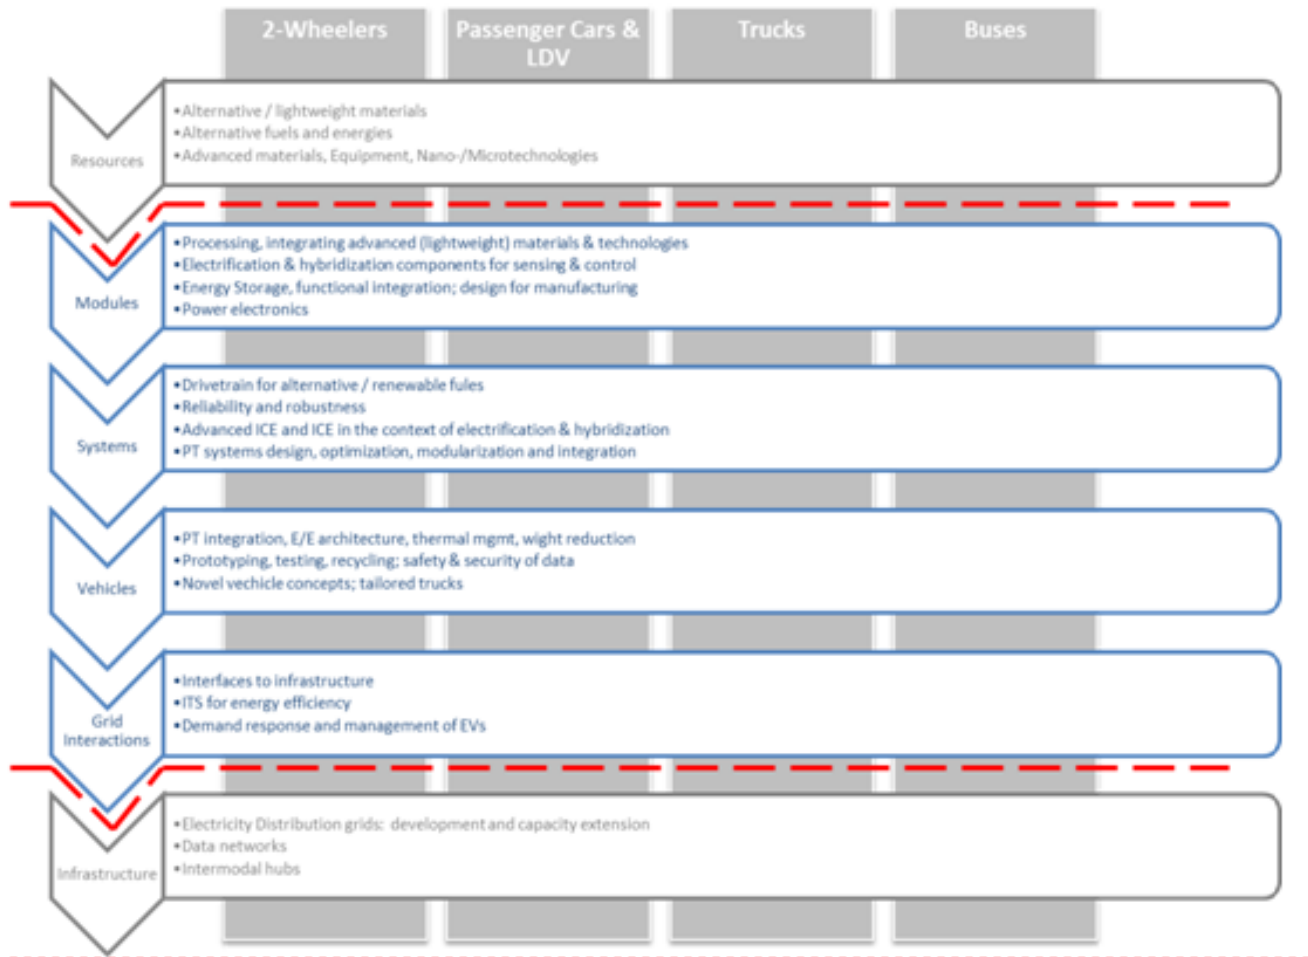 2-Wheelers
Passenger Cars &
LDV
Trucks
Buses
Resources
•Alternative / lightweight materials
•Alternative fuels and energies
•Advanced materials, Equipment, Nano-/Microtechnologies
Modules
•Processing, integrating advanced (lightweight) materials & technologies
•Electrification & hybridization components for sensing & control
•Energy Storage, functional integration; design for manufacturing
•Power electronics
Systems
•Drivetrain for alternative / renewable fules
•Reliability and robustness
•Advanced ICE and ICE in the context of electrification & hybridization
•PT systems design, optimization, modularization and integration
Vehicles
•PT integration, E/E architecture, thermal mgmt, wight reduction
•Prototyping, testing, recycling; safety & security of data
•Novel vechicle concepts; tailored trucks
Grid
Interactions
•Interfaces to infrastructure
•ITS for energy efficiency
•Demand response and management of EVs
Infrastructure
•Electricity Distribution grids: development and capacity extension
•Data networks
•Intermodal hubs